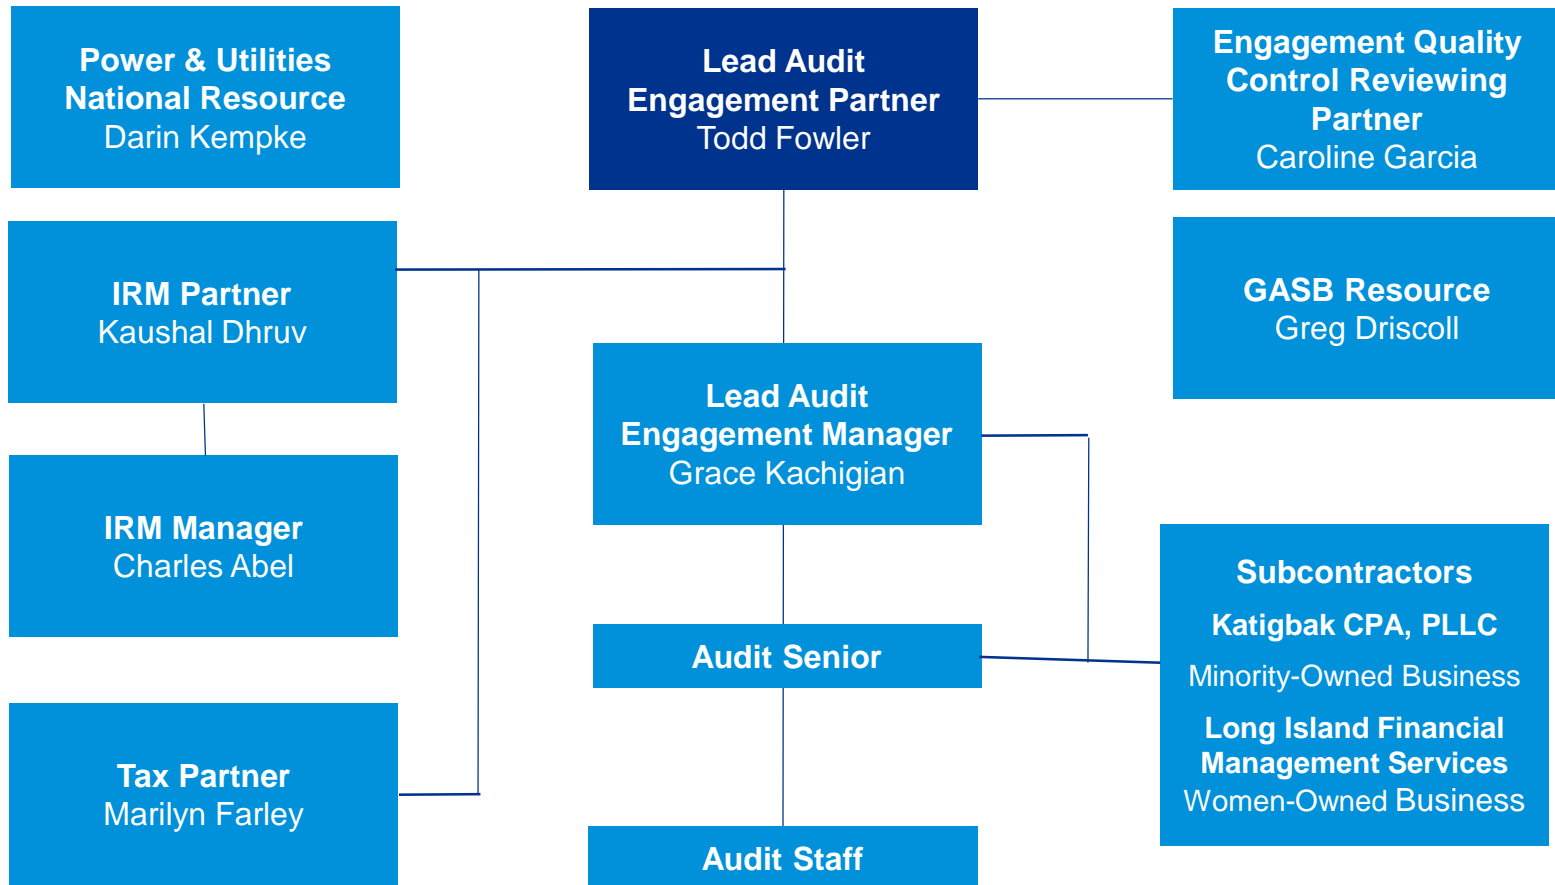 Power & Utilities
National Resource
Darin Kempke
Lead Audit
Engagement Partner
Todd Fowler
Engagement Quality
Control Reviewing
Partner
Caroline Garcia
IRM Partner
Kaushal Dhruv
GASB Resource
Greg Driscoll
Lead Audit
Engagement Manager
Grace Kachigian
IRM Manager
Charles Abel
Subcontractors
Katigbak CPA, PLLC
Minority-Owned Business
Long Island Financial
Management Services
Women-Owned Business
Audit Senior
Tax Partner
Marilyn Farley
Audit Staff